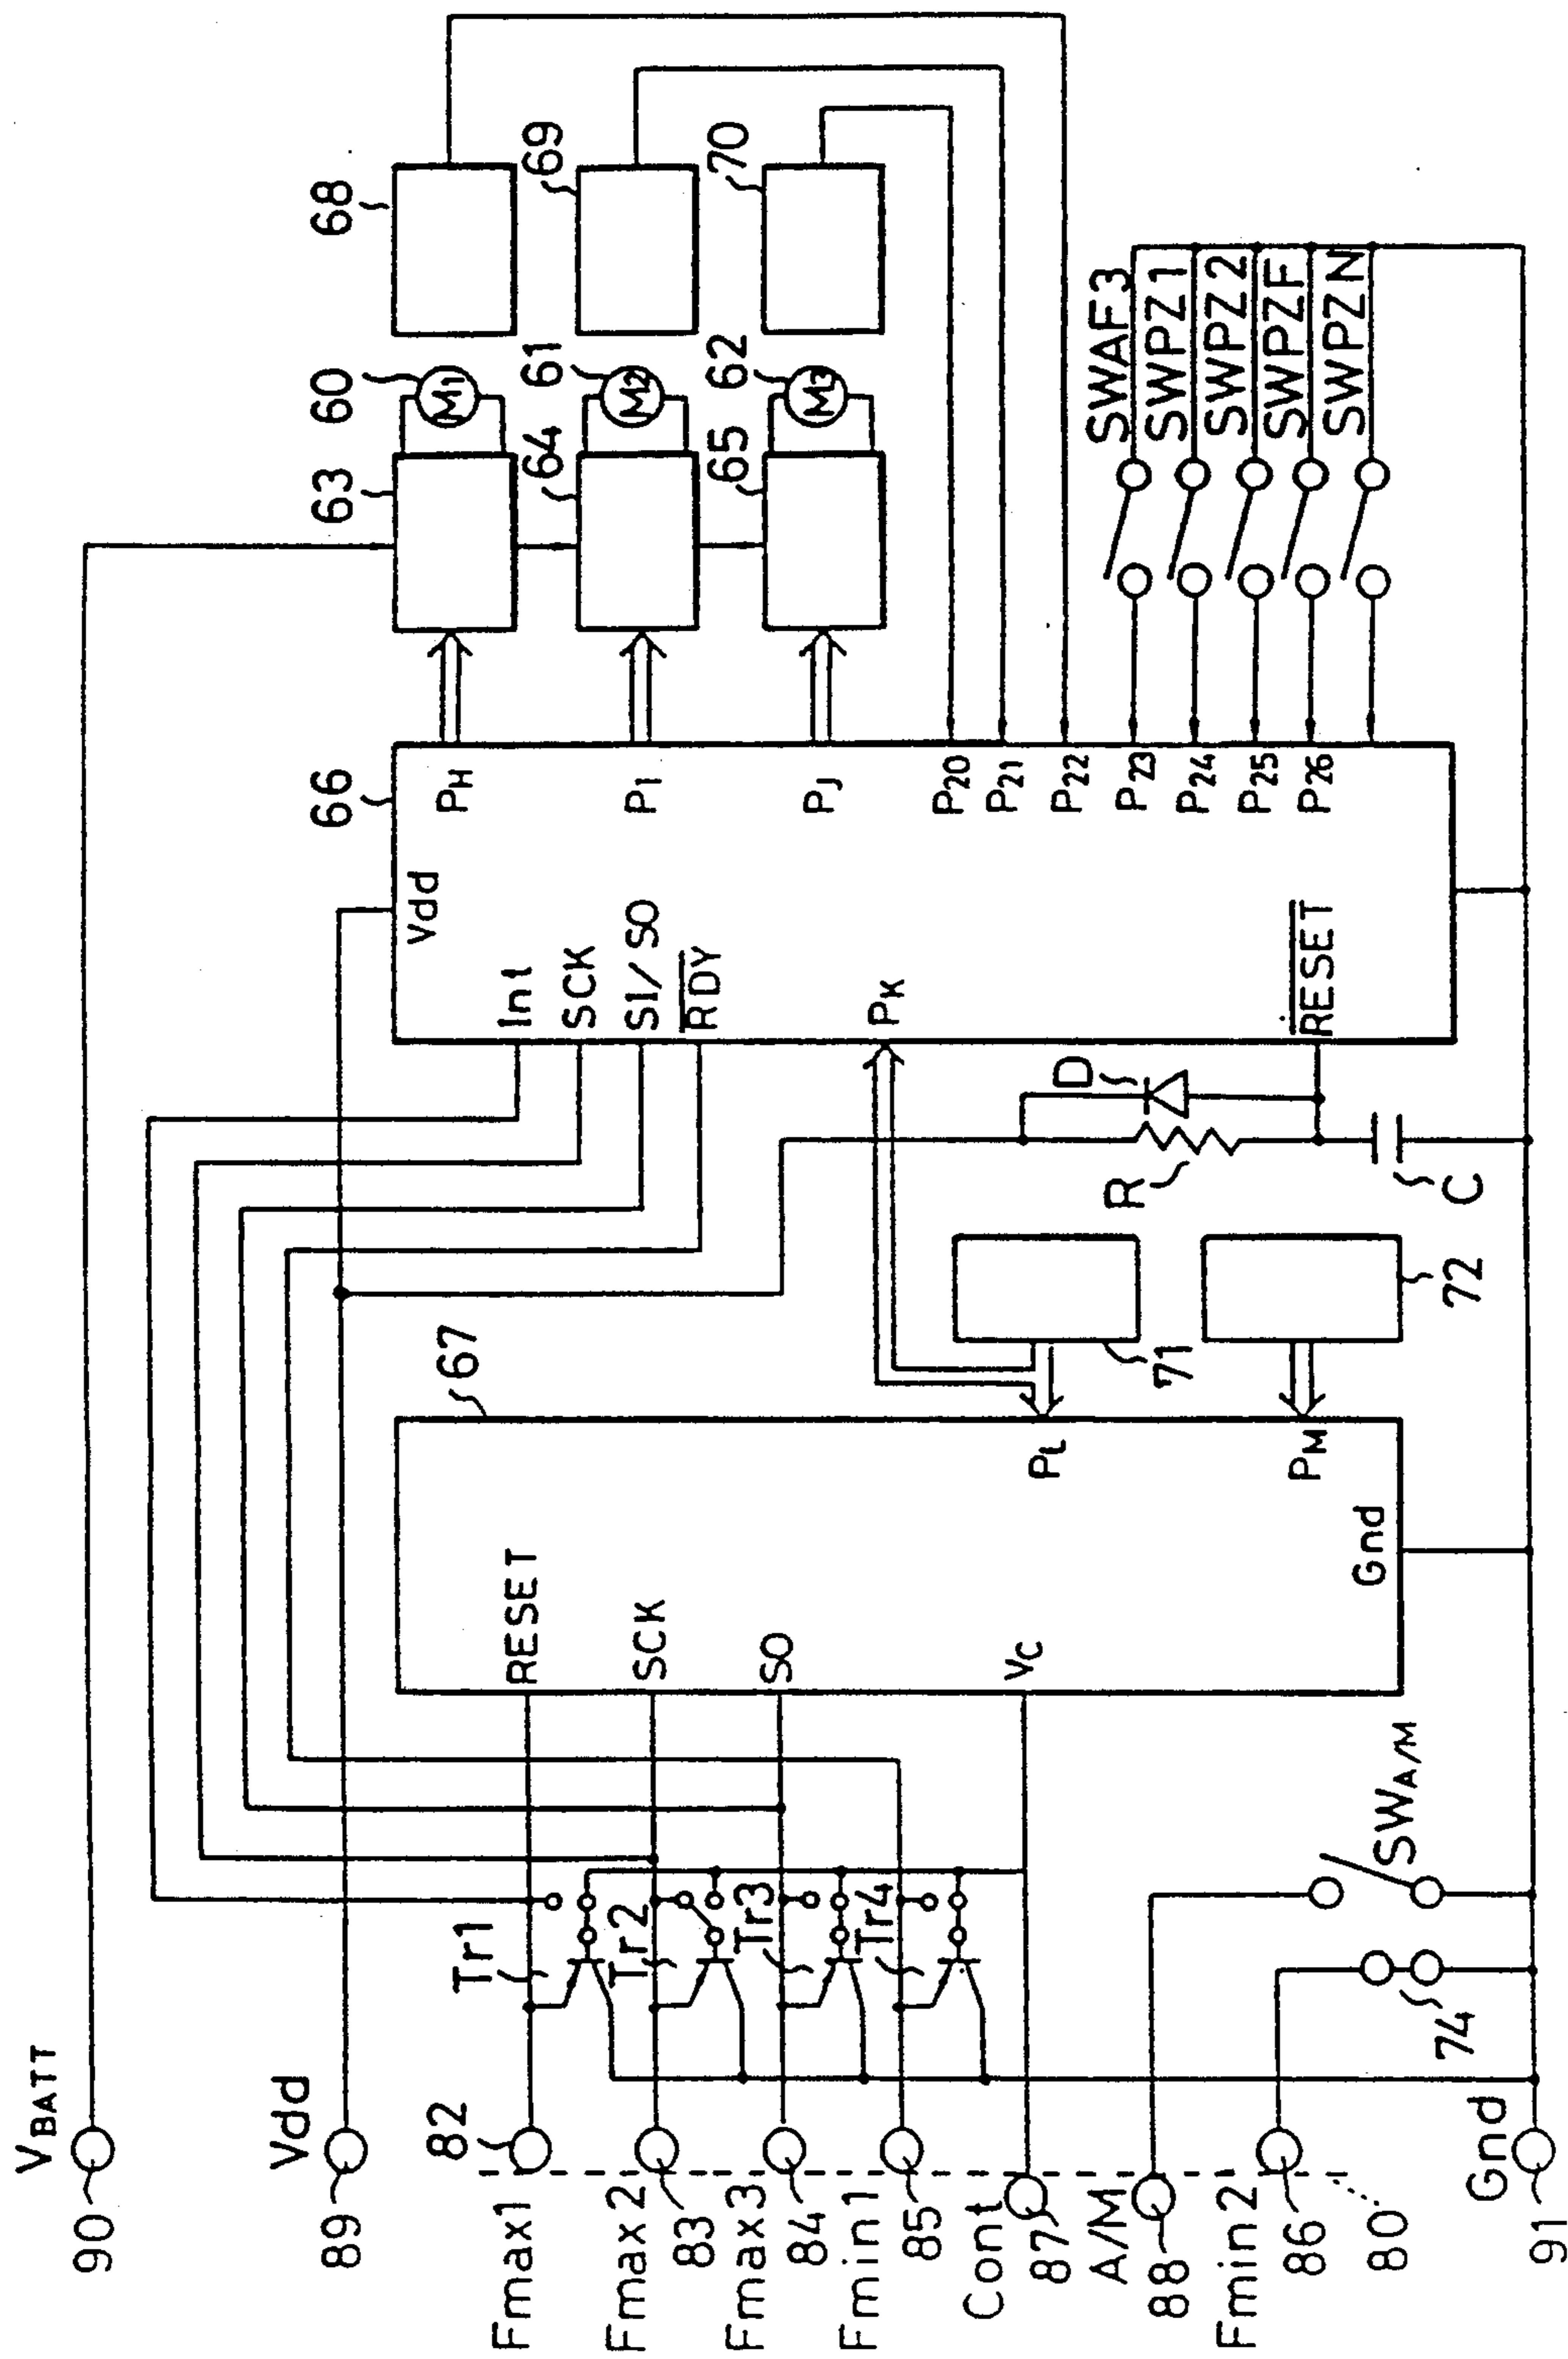 VBATT
90
Vdd
89
82
Fmax1
Fmax2
83
Fmax3
84
Fmin1
85
Cont
87
A/M
88
Fmin2
86
80
Gnd
91
Tr1
Tr2
Tr3
Tr4
SWA/M
74
67
RESET
SCK
SO
VC
PL
PM
Gnd
71
72
R
D
C
66
Vdd
Int
SCK
SI/SO
RDY
PK
RESET
PH
PI
PJ
P20
P21
P22
P23
P24
P25
P26
63
64
65
60
61
62
M1
M2
M3
68
69
70
SWAF3
SWPZ1
SWPZ2
SWPZF
SWPZN